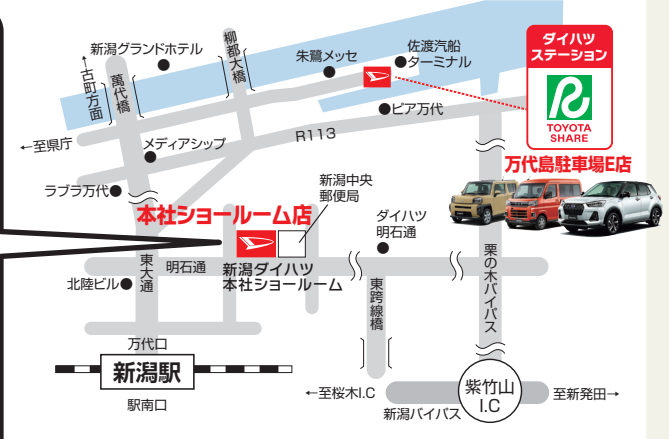 新潟グランドホテル
柳都大橋
朱鷺メッセ
佐渡汽船
ターミナル
ダイハツ
ステーション
TOYOTA
SHARE
←古町方面
萬代橋
ピア万代
R113
←至県庁
メディアシップ
万代島駐車場E店
ラブラ万代
新潟中央
郵便局
本社ショールーム店
ダイハツ
明石通
栗の木バイパス
東大通
明石通
新潟ダイハツ
本社ショールーム
北陸ビル
東跨線橋
万代口
新潟駅
駅南口
←至桜木I.C
新潟バイパス
紫竹山
I.C
至新発田→